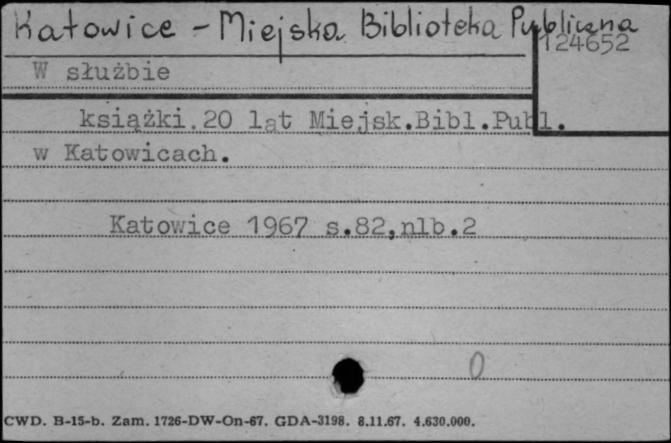 Katowice - Miejska Biblioteka Publiczna
124652
W służbie
książki.20 lat Miejsk.Bibl.Publ.
w Katowicach.
Katowice 1967 s.82,nlb.2
0
CWD. B-15-b. Zam. 1726-DW-On-67. GDA-3198. 8.11.67. 4.630.000.